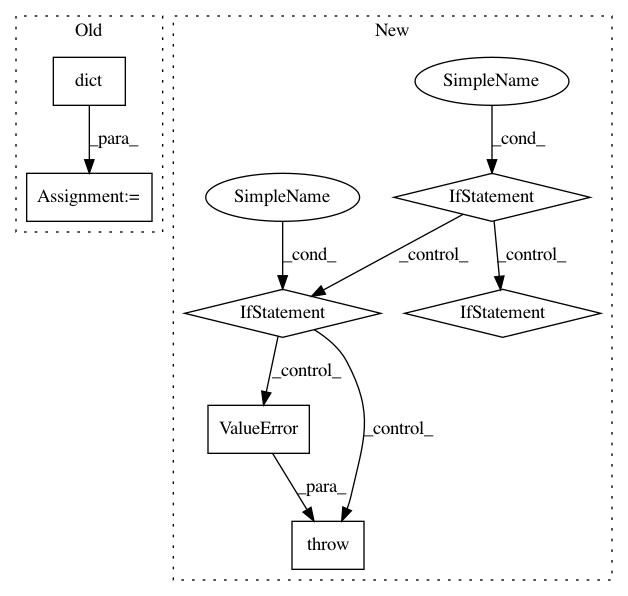 Old
New
dict
SimpleName
_para_
_cond_
Assignment:=
SimpleName
IfStatement
_cond_
_control_
_control_
IfStatement
IfStatement
_control_
ValueError
_control_
_para_
throw